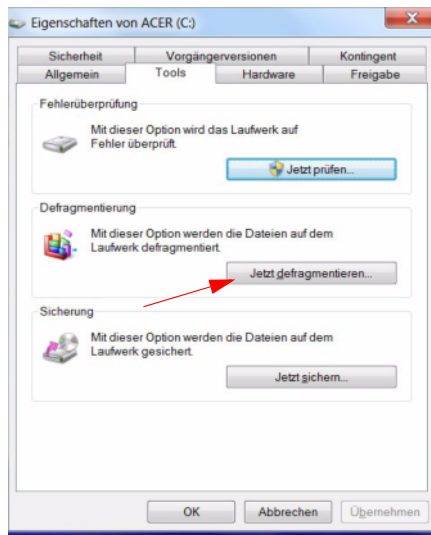 Eigenschaften von ACER (C:)
Sicherheit Vorgängerversionen Kontingent
Allgemein Tools Hardware Freigabe
Fehlerüberprüfung
Mit dieser Option wird das Laufwerk auf
Fehler überprüft.
Jetzt prüfen...
Defragmentierung
Mit dieser Option werden die Dateien auf dem
Laufwerk defragmentiert.
Jetzt defragmentieren...
Sicherung
Mit dieser Option werden die Dateien auf dem
Laufwerk gesichert.
Jetzt sichern...
OK Abbrechen Übernehmen